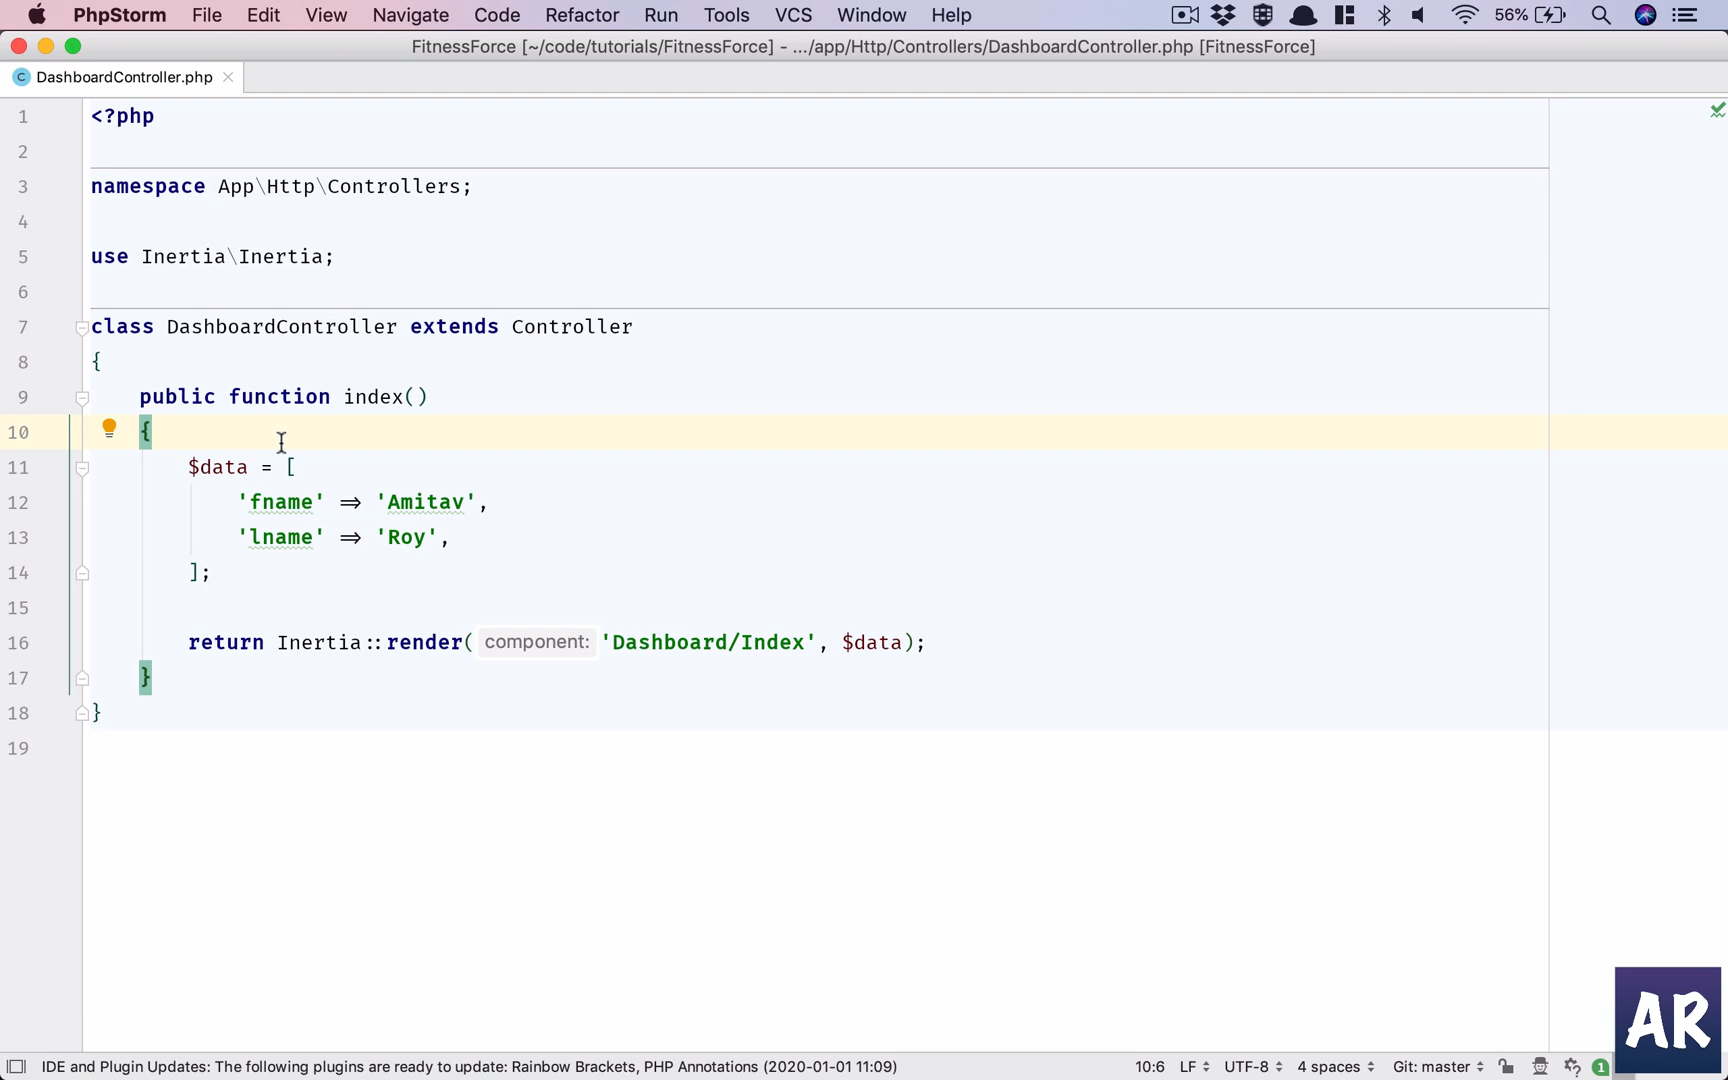 PhpStorm File Edit View Navigate Code Refactor Run Tools VCS Window Help 56%
FitnessForce [~/code/tutorials/FitnessForce] - .../app/Http/Controllers/DashboardController.php [FitnessForce]
C DashboardController.php
1 <?php
2
3 namespace App\Http\Controllers;
4
5 use Inertia\Inertia;
6
7 class DashboardController extends Controller
8 {
9 public function index()
10 {
11 $data = [
12 'fname' => 'Amitav',
13 'lname' => 'Roy',
14 ];
15
16 return Inertia::render( component: 'Dashboard/Index', $data);
17 }
18 }
19
AR
IDE and Plugin Updates: The following plugins are ready to update: Rainbow Brackets, PHP Annotations (2020-01-01 11:09) 10:6 LF UTF-8 4 spaces Git: master 1